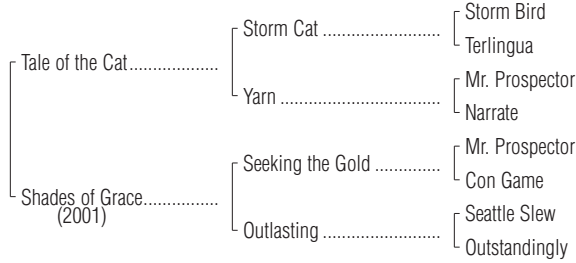 Storm Bird
Storm Cat ........................
Terlingua
Tale of the Cat..................
Mr. Prospector
Yarn .................................
Narrate
Mr. Prospector
Seeking the Gold .............
Con Game
Shades of Grace...............
(2001)
Seattle Slew
Outlasting ........................
Outstandingly